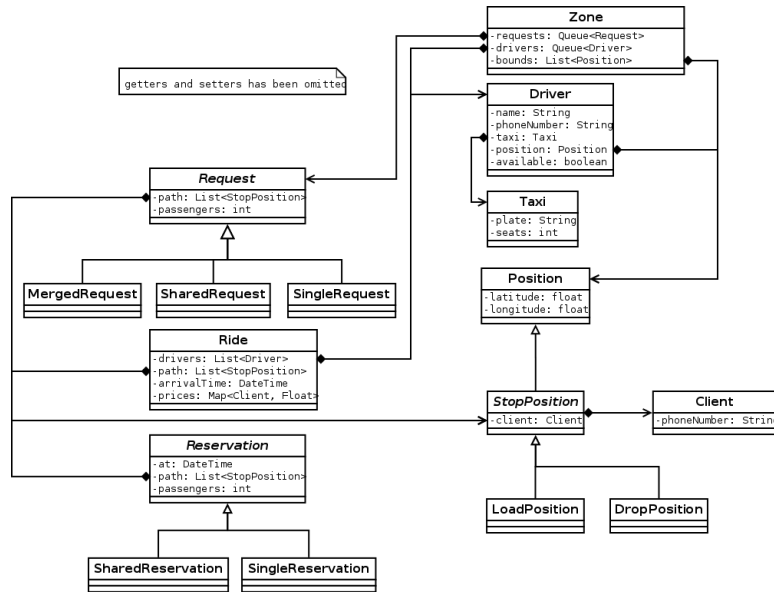 Zone
-requests: Queue<Request>
-drivers: Queue<Driver>
-bounds: List<Position>
getters and setters has been omitted
Driver
-name: String
-phoneNumber: String
-taxi: Taxi
-position: Position
-available: boolean
Request
-path: List<StopPosition>
-passengers: int
Taxi
-plate: String
-seats: int
MergedRequest
SharedRequest
SingleRequest
Position
-latitude: float
-longitude: float
Ride
-drivers: List<Driver>
-path: List<StopPosition>
-arrivalTime: DateTime
-prices: Map<Client, Float>
StopPosition
-client: Client
Client
-phoneNumber: String
Reservation
-at: DateTime
-path: List<StopPosition>
-passengers: int
LoadPosition
DropPosition
SharedReservation
SingleReservation